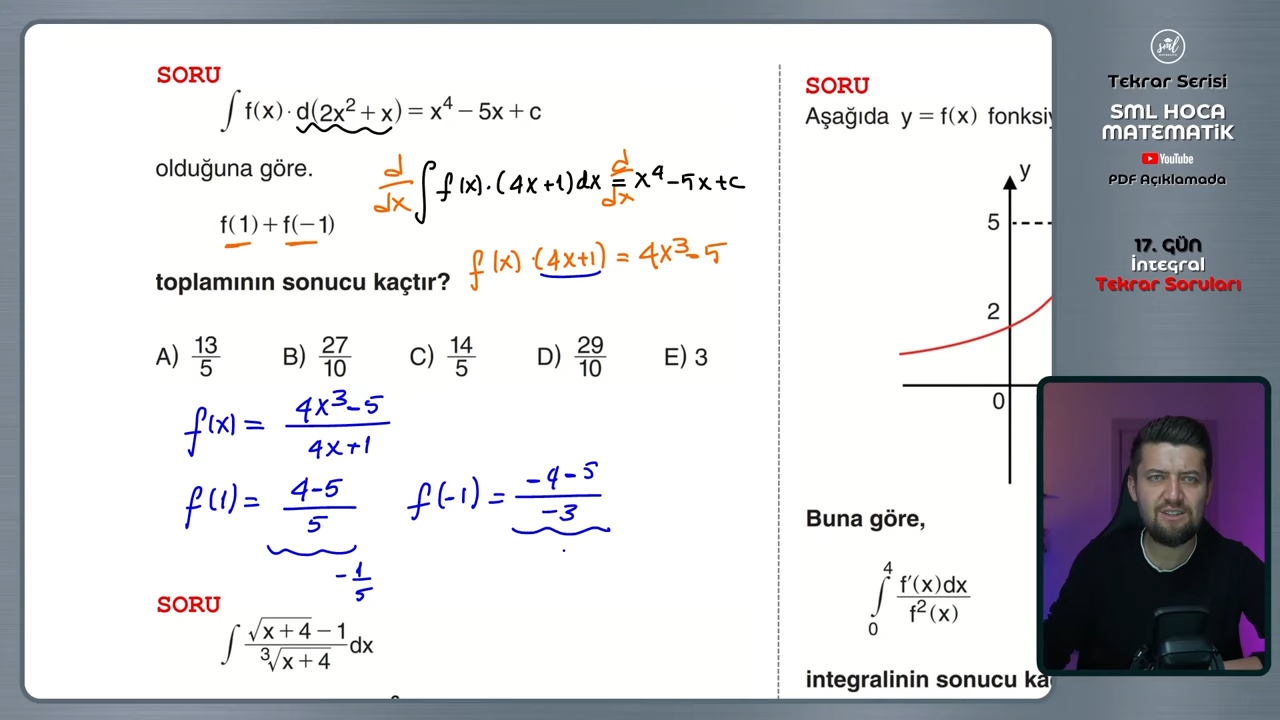 SORU
∫ f(x) · d(2x² + x) = x⁴ − 5x + c
olduğuna göre.
d/dx ∫ f(x) · (4x+1) dx = d/dx x⁴ − 5x + c
f(1) + f(−1)
f(x) · (4x+1) = 4x³ − 5
toplamının sonucu kaçtır?
A) 13/5 B) 27/10 C) 14/5 D) 29/10 E) 3
f(x) = (4x³ − 5)/(4x+1)
f(1) = (4−5)/5 f(−1) = (−4−5)/(−3)
−1/5
SORU
∫ (√(x+4) − 1)/∛(x+4) dx
SORU
Aşağıda y = f(x)
y
5
2
0
Buna göre,
∫₀⁴ f′(x)dx / f²(x)
integralinin sonucu
sml
Tekrar Serisi
SML HOCA
MATEMATİK
YouTube
PDF Açıklamada
17. GÜN
İntegral
Tekrar Soruları